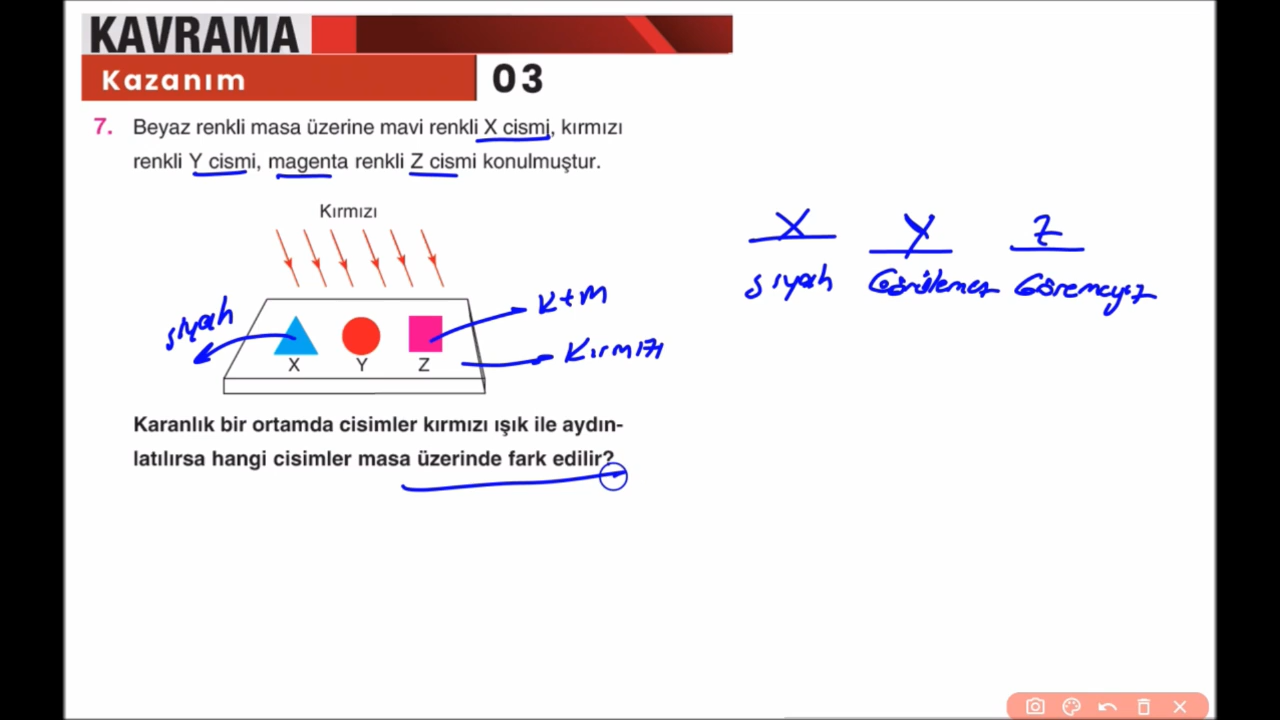 KAVRAMA
Kazanım 03
7. Beyaz renkli masa üzerine mavi renkli X cismi, kırmızı
renkli Y cismi, magenta renkli Z cismi konulmuştur.
Kırmızı
X Y Z
siyah
K+M
Kırmızı
X Y Z
siyah Görülemez Göremeyiz
Karanlık bir ortamda cisimler kırmızı ışık ile aydın-
latılırsa hangi cisimler masa üzerinde fark edilir?